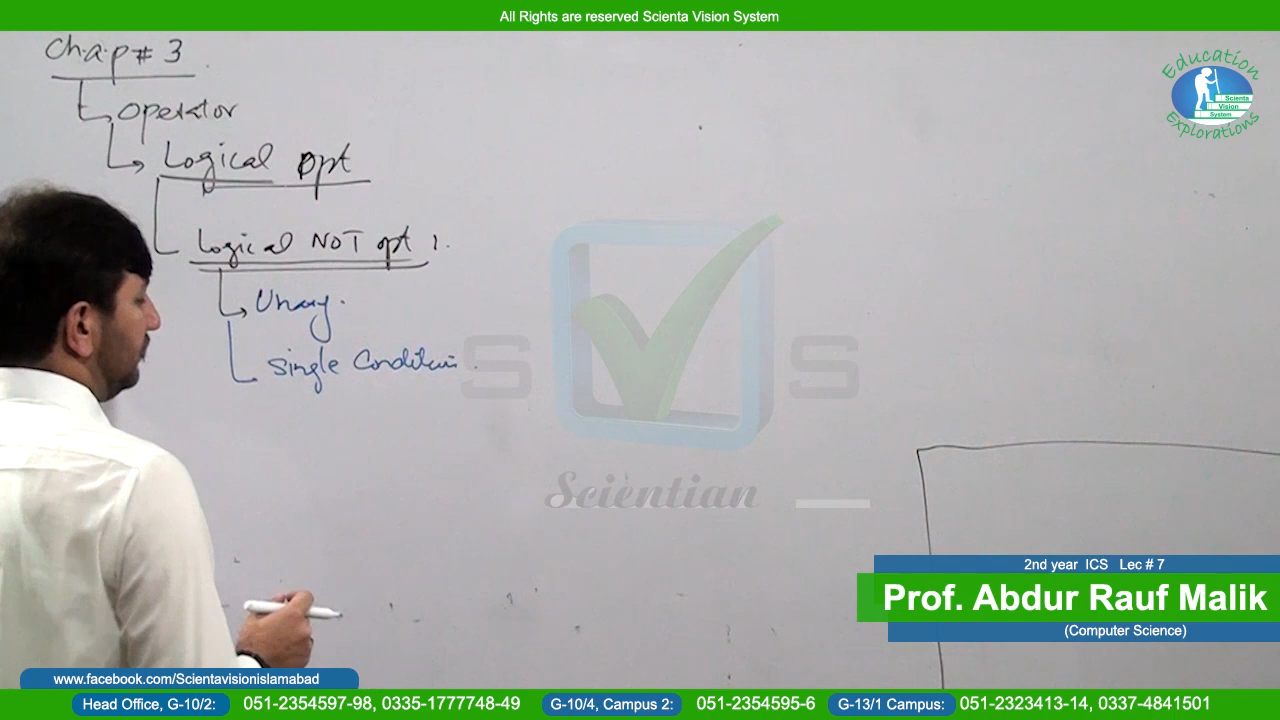 All Rights are reserved Scienta Vision System
Chap # 3
Operator
Logical opt
Logical NOT opt :
Unary.
Single Condition
Education
Scienta
Vision
System
Explorations
S V S
Scientian
2nd year ICS Lec # 7
Prof. Abdur Rauf Malik
(Computer Science)
www.facebook.com/Scientavisionislamabad
Head Office, G-10/2: 051-2354597-98, 0335-1777748-49 G-10/4, Campus 2: 051-2354595-6 G-13/1 Campus: 051-2323413-14, 0337-4841501